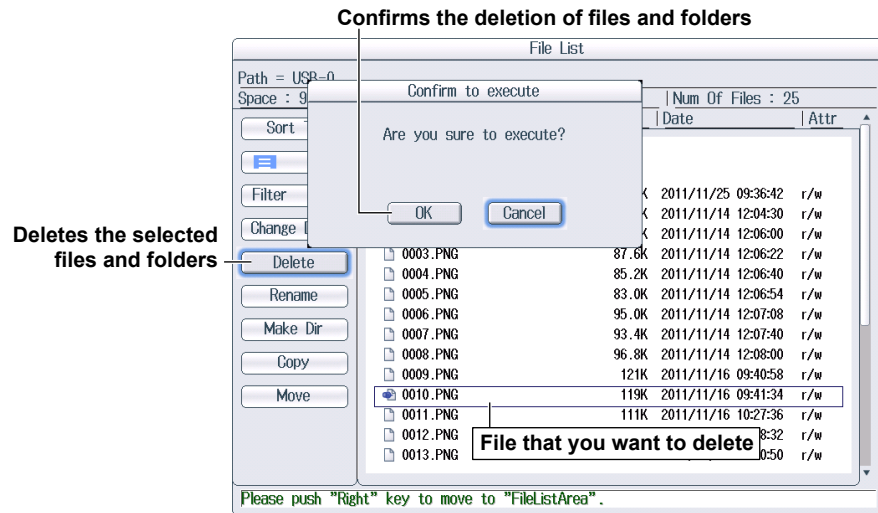 Confirms the deletion of files and folders
File List
Path = USB-0
Space : 9
Num Of Files : 25
Confirm to execute
Are you sure to execute?
OK
Cancel
Date
Attr
Sort
Filter
Change
Delete
Rename
Make Dir
Copy
Move
Deletes the selected
files and folders
K 2011/11/25 09:36:42 r/w
K 2011/11/14 12:04:30 r/w
K 2011/11/14 12:06:00 r/w
0003.PNG 87.6K 2011/11/14 12:06:22 r/w
0004.PNG 85.2K 2011/11/14 12:06:40 r/w
0005.PNG 83.0K 2011/11/14 12:06:54 r/w
0006.PNG 95.0K 2011/11/14 12:07:08 r/w
0007.PNG 93.4K 2011/11/14 12:07:40 r/w
0008.PNG 96.8K 2011/11/14 12:08:00 r/w
0009.PNG 121K 2011/11/16 09:40:58 r/w
0010.PNG 119K 2011/11/16 09:41:34 r/w
0011.PNG 111K 2011/11/16 10:27:36 r/w
0012.PNG 8:32 r/w
0013.PNG 0:50 r/w
File that you want to delete
Please push "Right" key to move to "FileListArea".